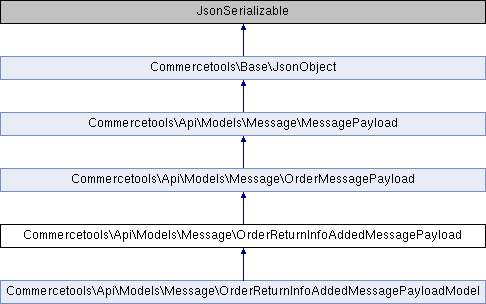 JsonSerializable
Commercetools\Base\JsonObject
Commercetools\Api\Models\Message\MessagePayload
Commercetools\Api\Models\Message\OrderMessagePayload
Commercetools\Api\Models\Message\OrderReturnInfoAddedMessagePayload
Commercetools\Api\Models\Message\OrderReturnInfoAddedMessagePayloadModel